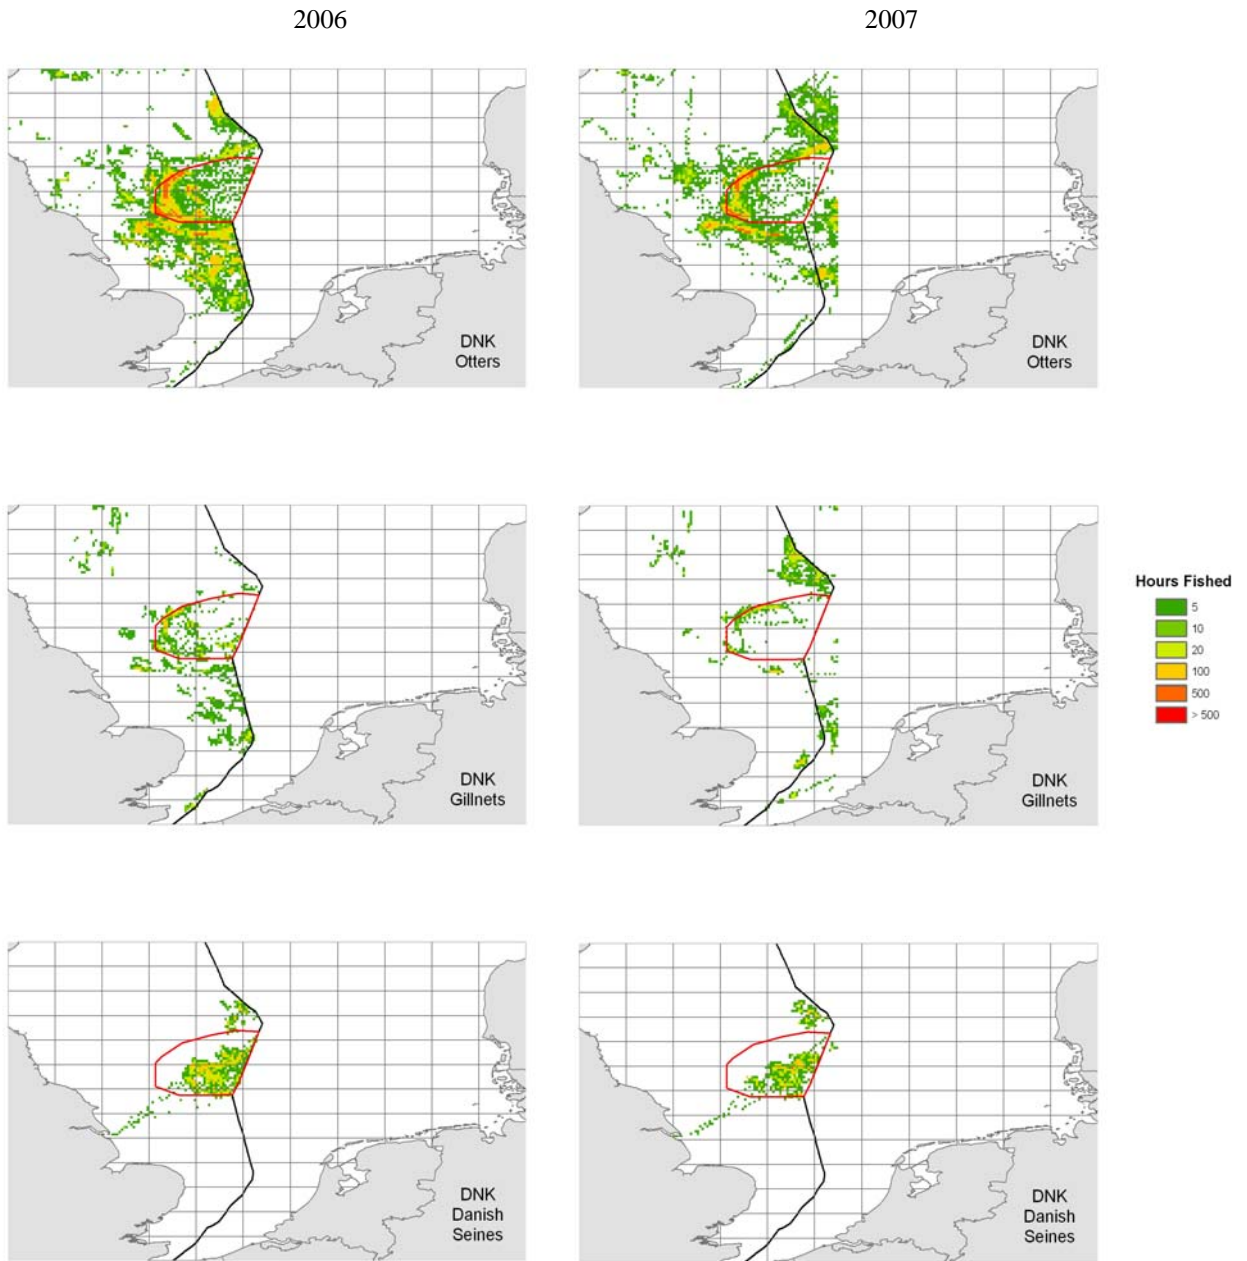 2006
2007
DNK
Otters
DNK
Otters
DNK
Gillnets
DNK
Gillnets
Hours Fished
5
10
20
100
500
> 500
DNK
Danish
Seines
DNK
Danish
Seines